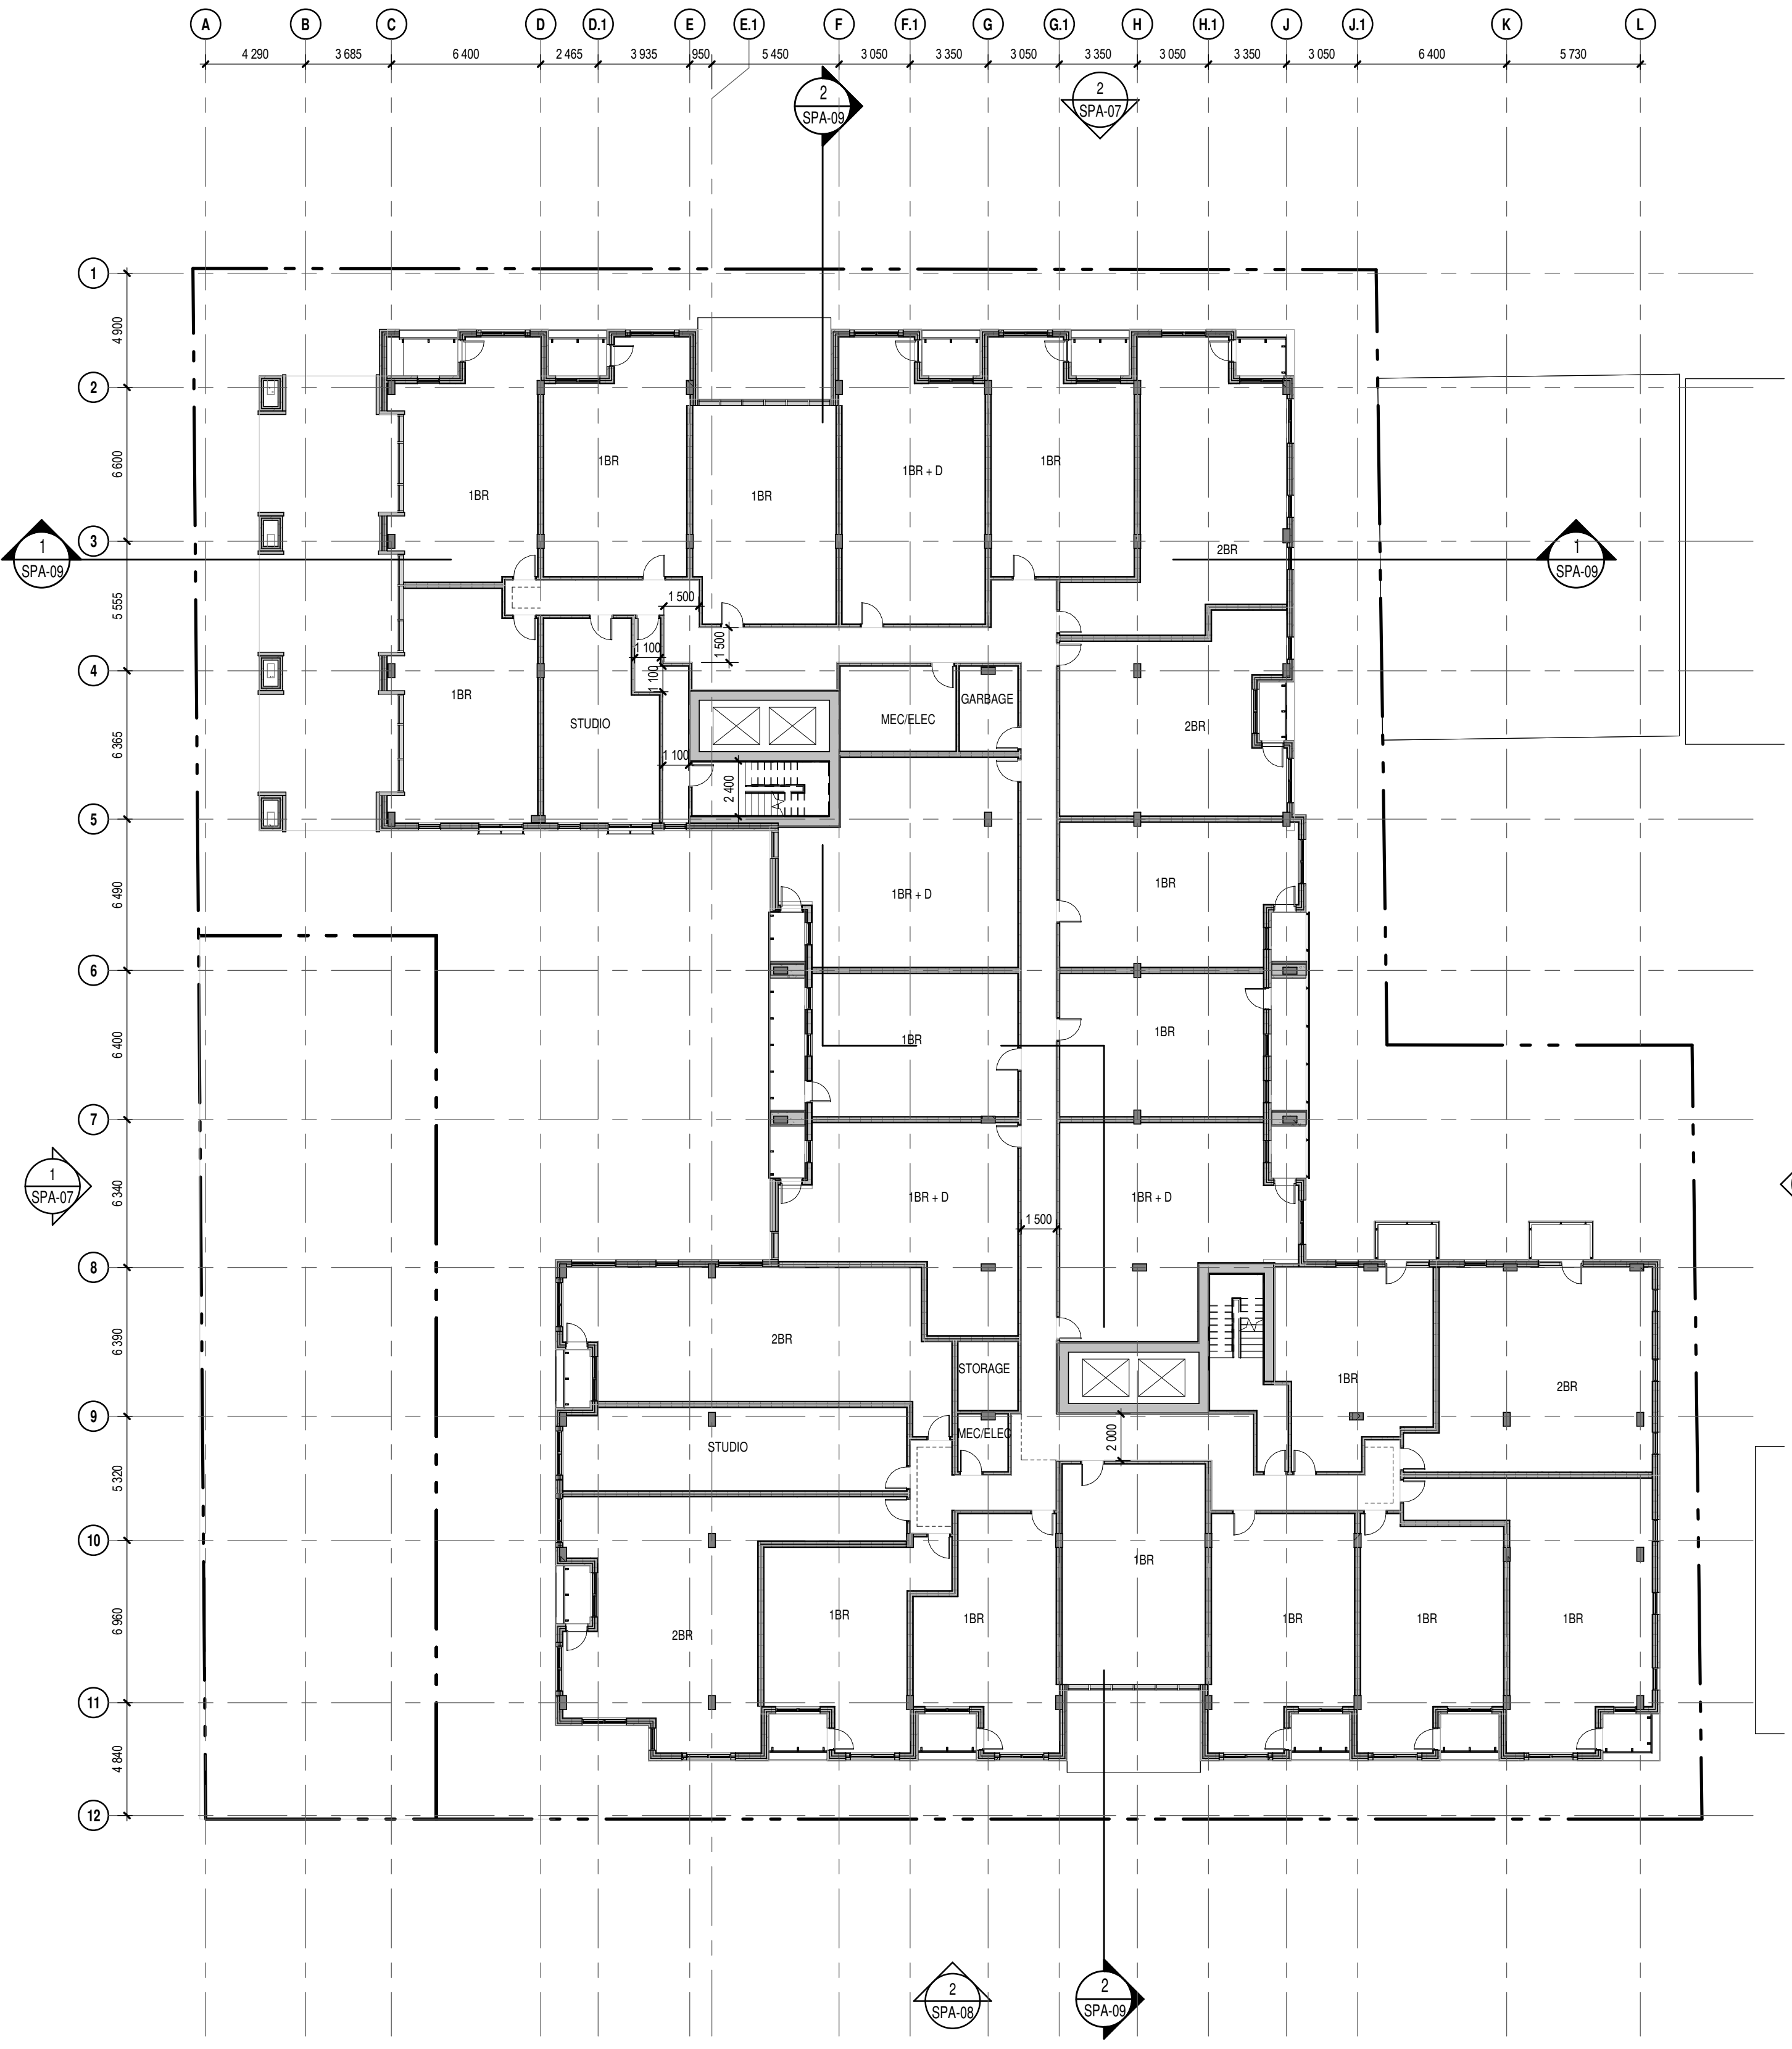 A B C D D.1 E E.1 F F.1 G G.1 H H.1 J J.1 K L
4 290 3 685 6 400 2 465 3 935 950 5 450 3 050 3 350 3 050 3 350 3 050 3 350 3 050 6 400 5 730
2
SPA-09
2
SPA-07
1
4 900
2
6 600
1BR
1BR + D
1BR
1BR
1BR
3
1
SPA-09
2BR
1
SPA-09
5 555
1 500
1 500
1 100
4
1 100
1BR
GARBAGE
STUDIO
MEC/ELEC
2BR
6 365
1 100
2 400
5
1BR
6 490
1BR + D
6
6 400
1BR
1BR
7
1
SPA-07
6 340
1BR + D
1BR + D
1 500
8
6 390
2BR
STORAGE
1BR
2BR
9
MEC/ELEC
2 000
STUDIO
5 320
10
1BR
6 960
1BR
1BR
1BR
1BR
1BR
2BR
11
4 840
12
2
SPA-08
2
SPA-09